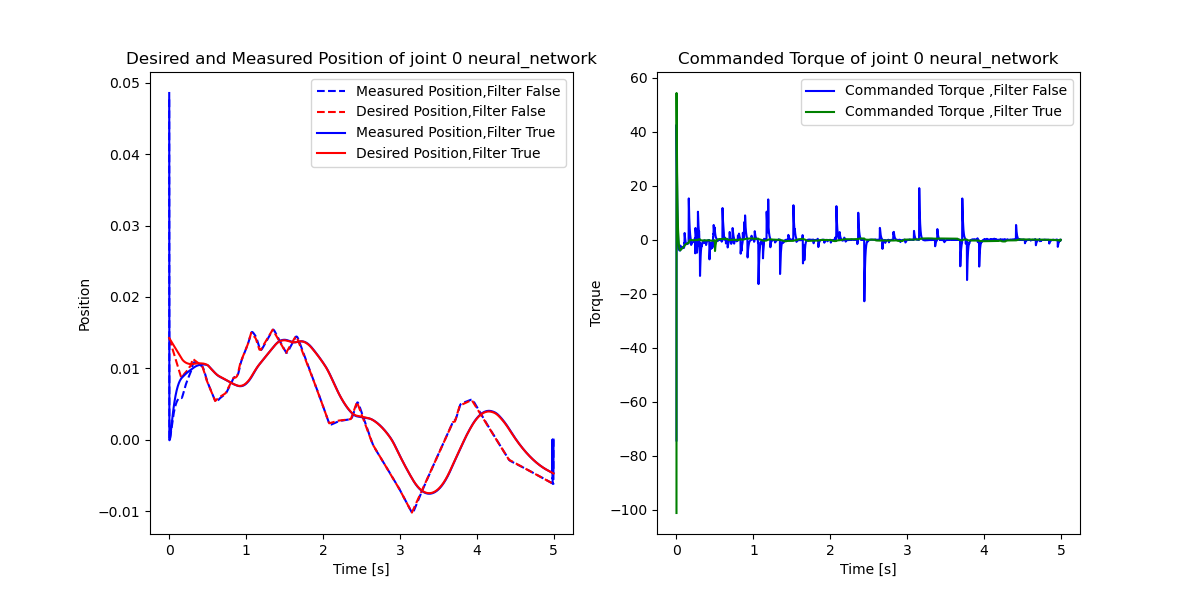 Desired and Measured Position of joint 0 neural_network
Measured Position,Filter False
Desired Position,Filter False
Measured Position,Filter True
Desired Position,Filter True
0.05
0.04
0.03
0.02
0.01
0.00
−0.01
Position
0 1 2 3 4 5
Time [s]
Commanded Torque of joint 0 neural_network
Commanded Torque ,Filter False
Commanded Torque ,Filter True
60
40
20
0
−20
−40
−60
−80
−100
Torque
0 1 2 3 4 5
Time [s]